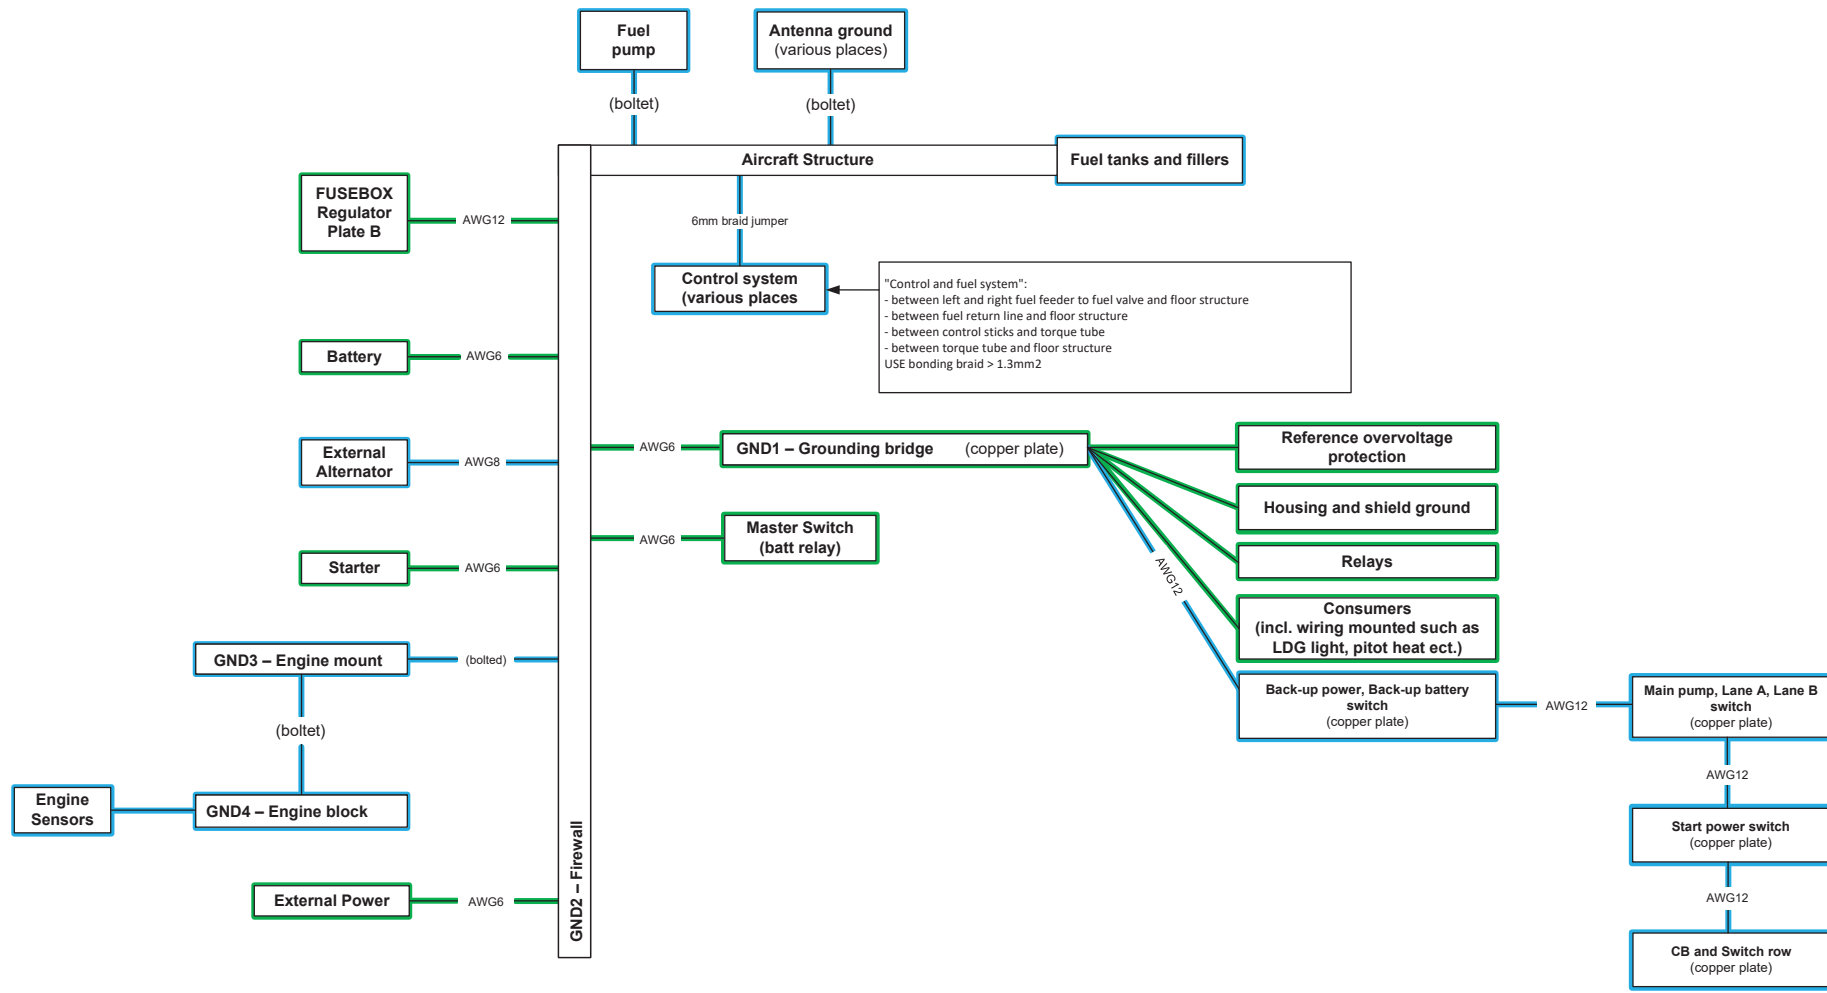 Fuel
pump
Antenna ground
(various places)
(boltet)
(boltet)
Aircraft Structure
Fuel tanks and fillers
FUSEBOX
Regulator
Plate B
AWG12
6mm braid jumper
Control system
(various places
"Control and fuel system":
- between left and right fuel feeder to fuel valve and floor structure
- between fuel return line and floor structure
- between control sticks and torque tube
- between torque tube and floor structure
USE bonding braid > 1.3mm2
Battery
AWG6
External
Alternator
AWG8
AWG6
GND1 – Grounding bridge (copper plate)
Reference overvoltage
protection
Housing and shield ground
Master Switch
(batt relay)
AWG6
Starter
AWG6
Relays
AWG12
Consumers
(incl. wiring mounted such as
LDG light, pitot heat ect.)
GND3 – Engine mount
(bolted)
Back-up power, Back-up battery
switch
(copper plate)
AWG12
Main pump, Lane A, Lane B
switch
(copper plate)
(boltet)
AWG12
Engine
Sensors
GND4 – Engine block
Start power switch
(copper plate)
GND2 – Firewall
External Power
AWG6
AWG12
CB and Switch row
(copper plate)